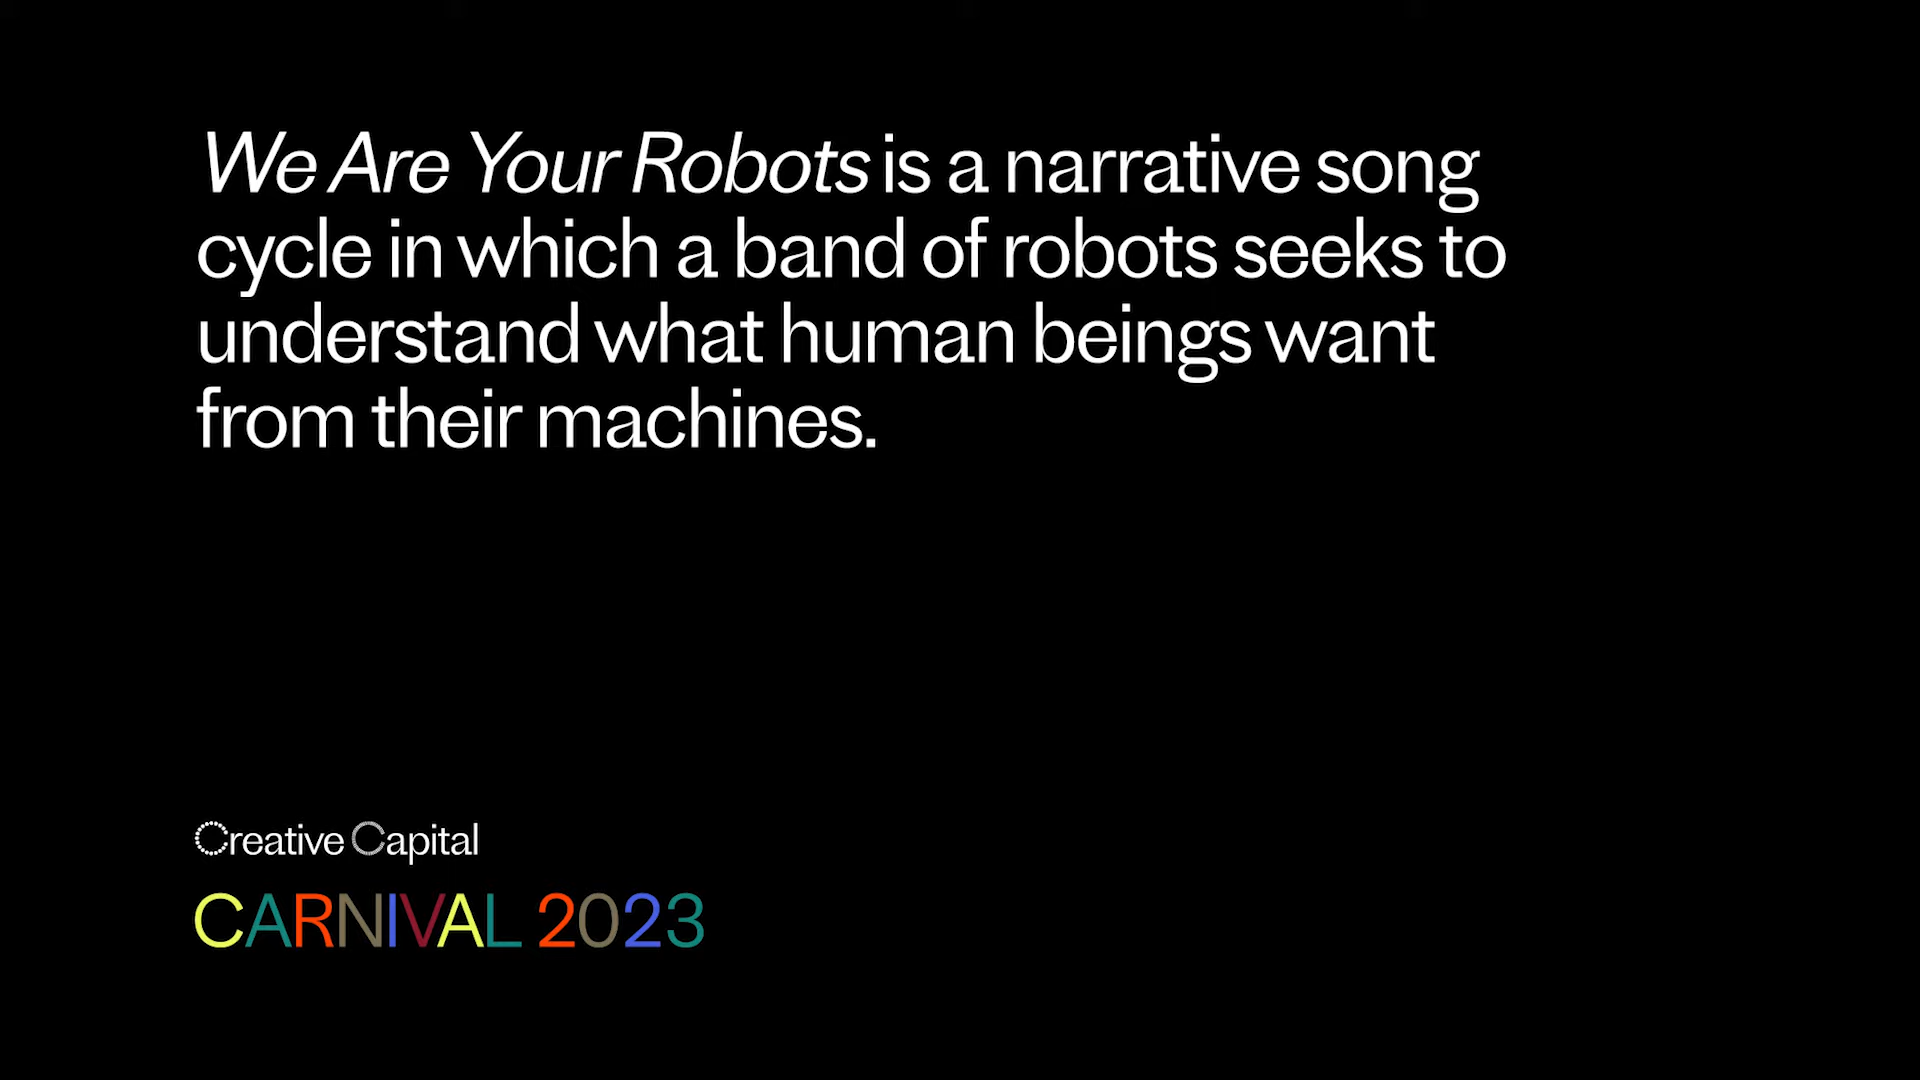 We Are Your Robots is a narrative song
cycle in which a band of robots seeks to
understand what human beings want
from their machines.
Creative Capital
CARNIVAL 2023